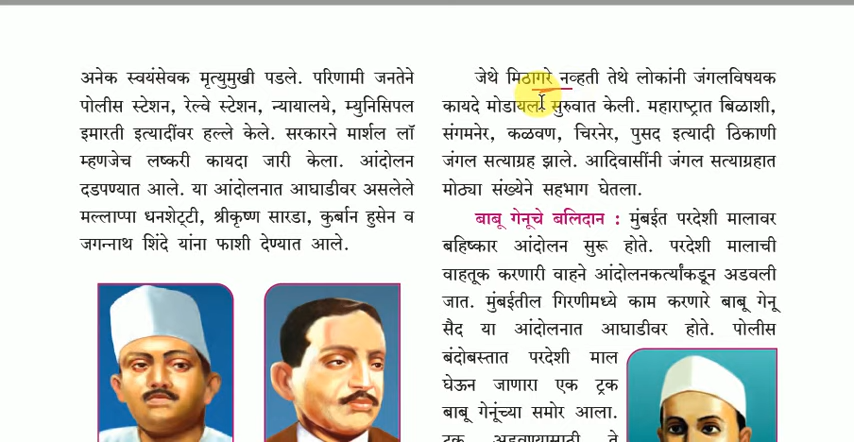 अनेक स्वयंसेवक मृत्युमुखी पडले. परिणामी जनतेने
पोलीस स्टेशन, रेल्वे स्टेशन, न्यायालये, म्युनिसिपल
इमारती इत्यादींवर हल्ले केले. सरकारने मार्शल लॉ
म्हणजेच लष्करी कायदा जारी केला. आंदोलन
दडपण्यात आले. या आंदोलनात आघाडीवर असलेले
मल्लाप्पा धनशेट्टी, श्रीकृष्ण सारडा, कुर्बान हुसेन व
जगन्नाथ शिंदे यांना फाशी देण्यात आले.
जेथे मिठागरे नव्हती तेथे लोकांनी जंगलविषयक
कायदे मोडायला सुरुवात केली. महाराष्ट्रात बिळाशी,
संगमनेर, कळवण, चिरनेर, पुसद इत्यादी ठिकाणी
जंगल सत्याग्रह झाले. आदिवासींनी जंगल सत्याग्रहात
मोठ्या संख्येने सहभाग घेतला.
बाबू गेनूचे बलिदान : मुंबईत परदेशी मालावर
बहिष्कार आंदोलन सुरू होते. परदेशी मालाची
वाहतूक करणारी वाहने आंदोलनकर्त्यांकडून अडवली
जात. मुंबईतील गिरणीमध्ये काम करणारे बाबू गेनू
सैद या आंदोलनात आघाडीवर होते. पोलीस
बंदोबस्तात परदेशी माल
घेऊन जाणारा एक ट्रक
बाबू गेनूंच्या समोर आला.
ट्रक अडवण्यासाठी ते